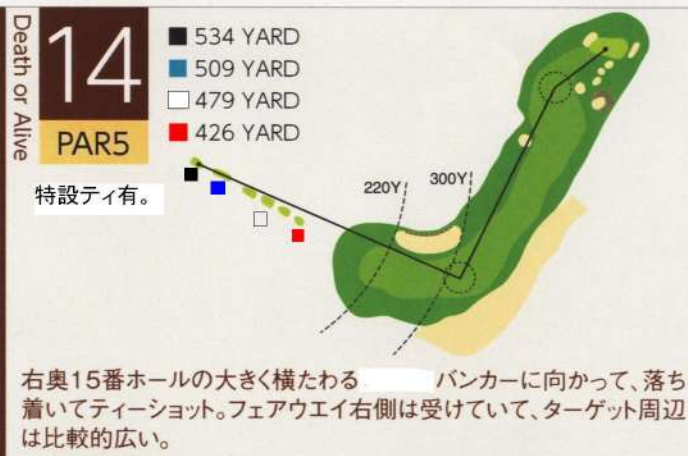 Death or Alive
14
PAR5
534 YARD
509 YARD
479 YARD
426 YARD
特設ティ有。
220Y
300Y
右奥15番ホールの大きく横たわる バンカーに向かって、落ち
着いてティーショット。フェアウエイ右側は受けていて、ターゲット周辺
は比較的広い。